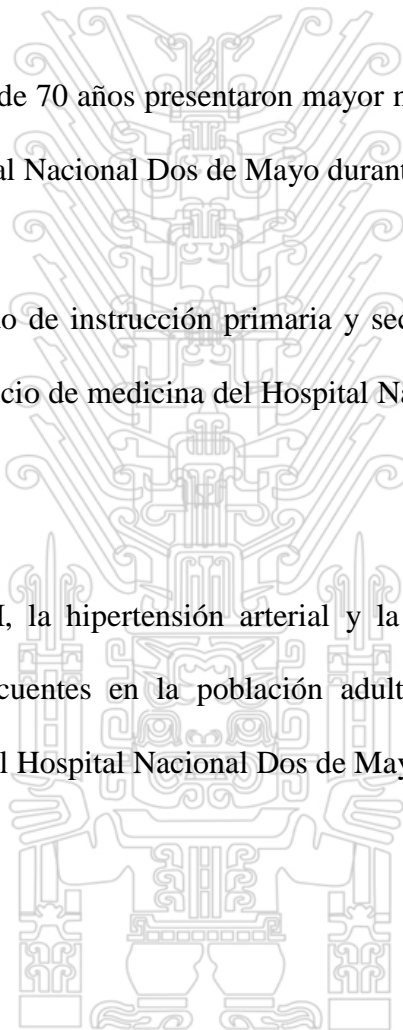 de 70 años presentaron mayor
al Nacional Dos de Mayo durant
o de instrucción primaria y sec
cio de medicina del Hospital Na
la hipertensión arterial y la
cuentes en la población adult
l Hospital Nacional Dos de May